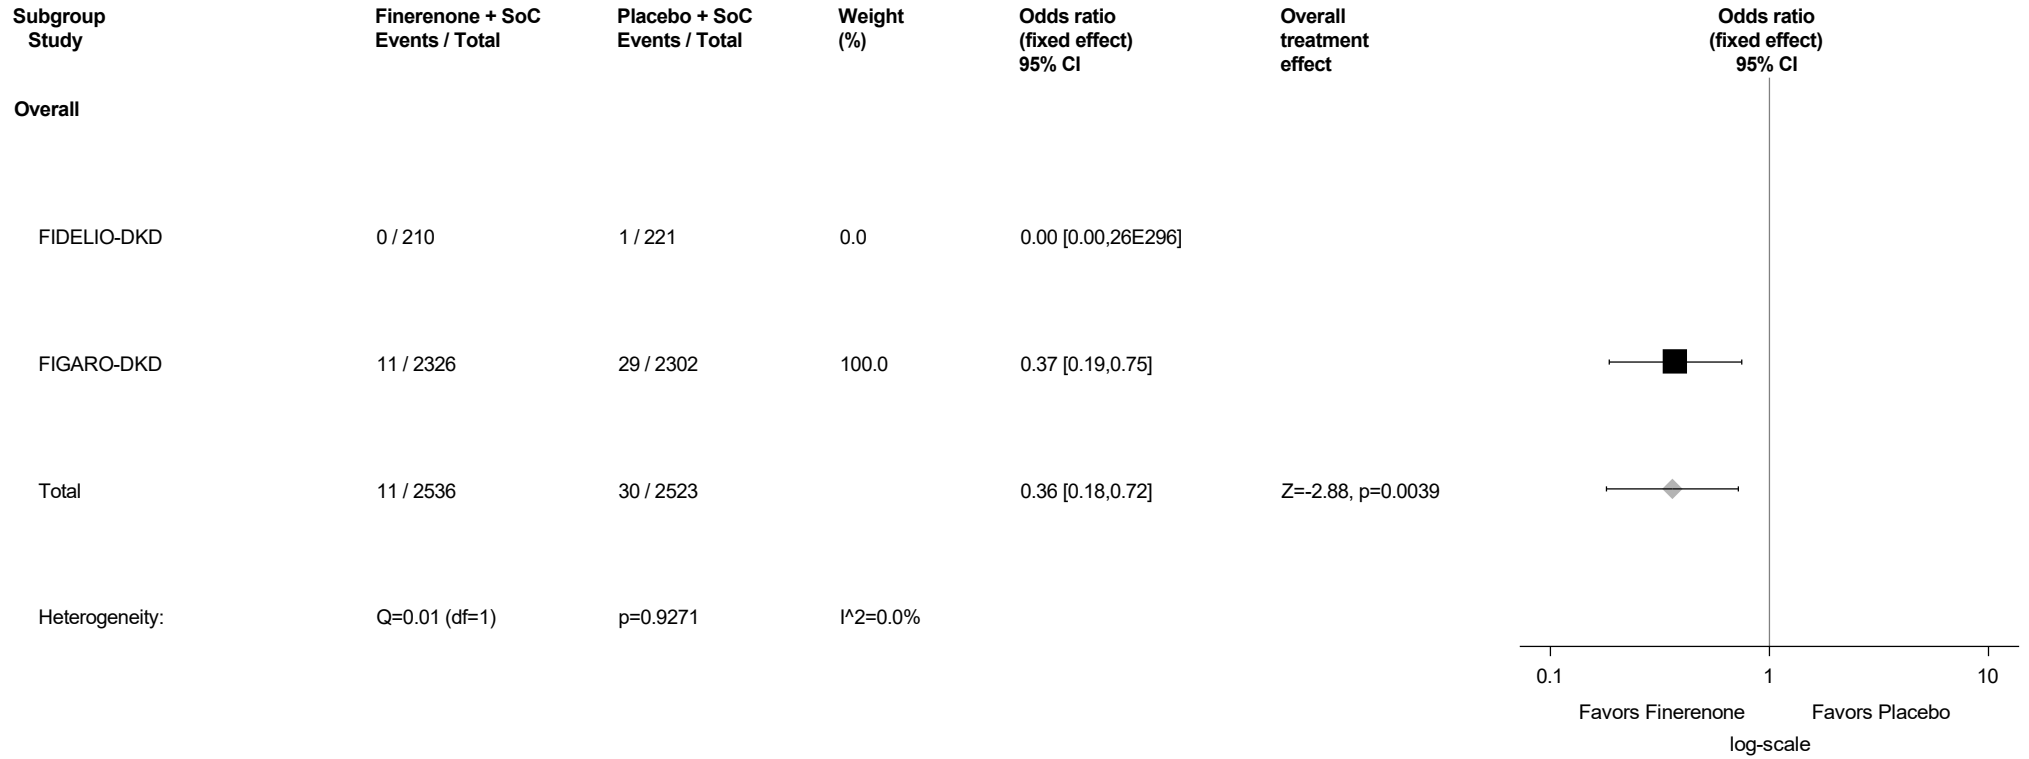 Subgroup Finerenone + SoC Placebo + SoC Weight Odds ratio Overall Odds ratio
Study Events / Total Events / Total (%) (fixed effect) treatment (fixed effect)
95% CI effect 95% CI
Overall
FIDELIO-DKD 0 / 210 1 / 221 0.0 0.00 [0.00,26E296]
FIGARO-DKD 11 / 2326 29 / 2302 100.0 0.37 [0.19,0.75]
Total 11 / 2536 30 / 2523 0.36 [0.18,0.72] Z=-2.88, p=0.0039
Heterogeneity: Q=0.01 (df=1) p=0.9271 I^2=0.0%
0.1 1 10
Favors Finerenone Favors Placebo
log-scale